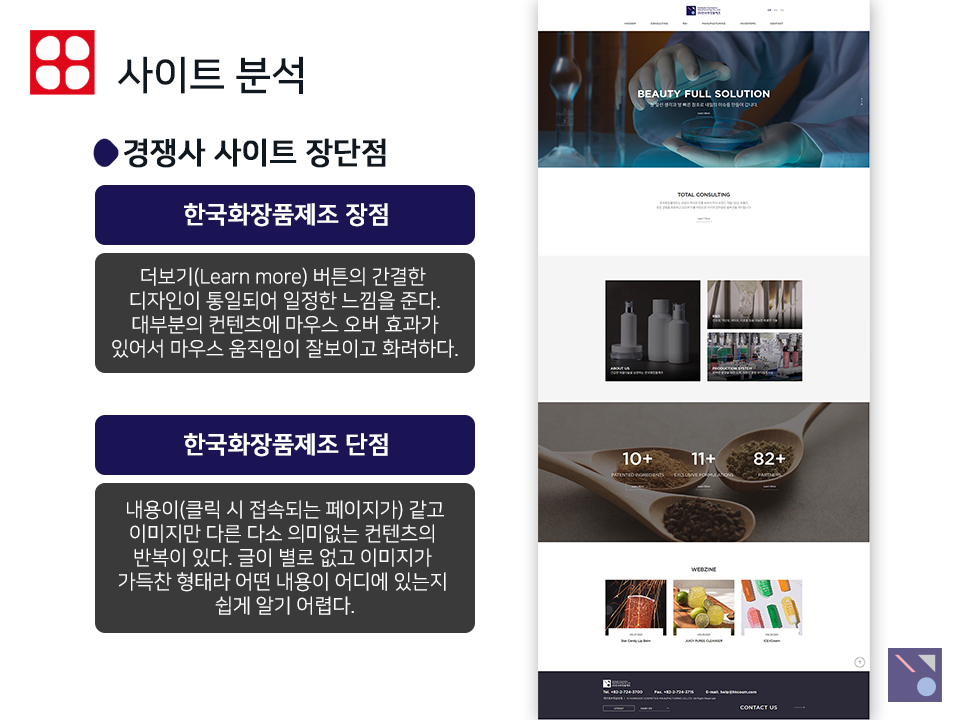 사이트 분석
경쟁사 사이트 장단점
한국화장품제조 장점
더보기(Learn more) 버튼의 간결한
디자인이 통일되어 일정한 느낌을 준다.
대부분의 컨텐츠에 마우스 오버 효과가
있어서 마우스 움직임이 잘보이고 화려하다.
한국화장품제조 단점
내용이(클릭 시 접속되는 페이지가) 같고
이미지만 다른 다소 의미없는 컨텐츠의
반복이 있다. 글이 별로 없고 이미지가
가득찬 형태라 어떤 내용이 어디에 있는지
쉽게 알기 어렵다.
BEAUTY FULL SOLUTION
TOTAL CONSULTING
ABOUT US
R&D
PRODUCTION SYSTEM
10+ 11+ 82+
PATENTED INGREDIENTS EXCLUSIVE FORMULATIONS PARTNERS
WEBZINE
Star Candy Lip Balm JUICY PUREE CLEANSER ICE/Cream
Tel. +82-2-724-3700 Fax. +82-2-724-3715 E-mail. help@hkcosm.com
CONTACT US